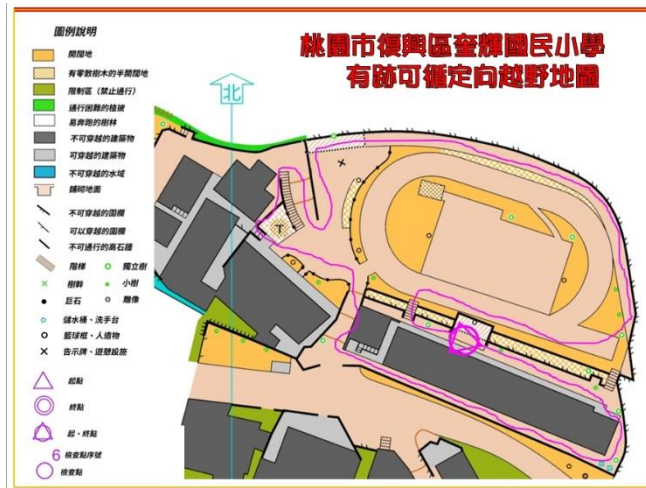 桃園市復興區奎輝國民小學
有跡可循定向越野地圖
圖例說明
開闊地
有零散樹木的半開闊地
限制區（禁止通行）
通行困難的植被
易奔跑的樹林
不可穿越的建築物
可穿越的建築物
不可穿越的水域
鋪砌地面
不可穿越的圍欄
可以穿越的圍欄
不可通行的高石牆
階梯 獨立樹
樹幹 小樹
巨石 雕像
儲水桶、洗手台
籃球框、人造物
告示牌、遊憩設施
起點
終點
起、終點
6 檢查點序號
檢查點
北
T